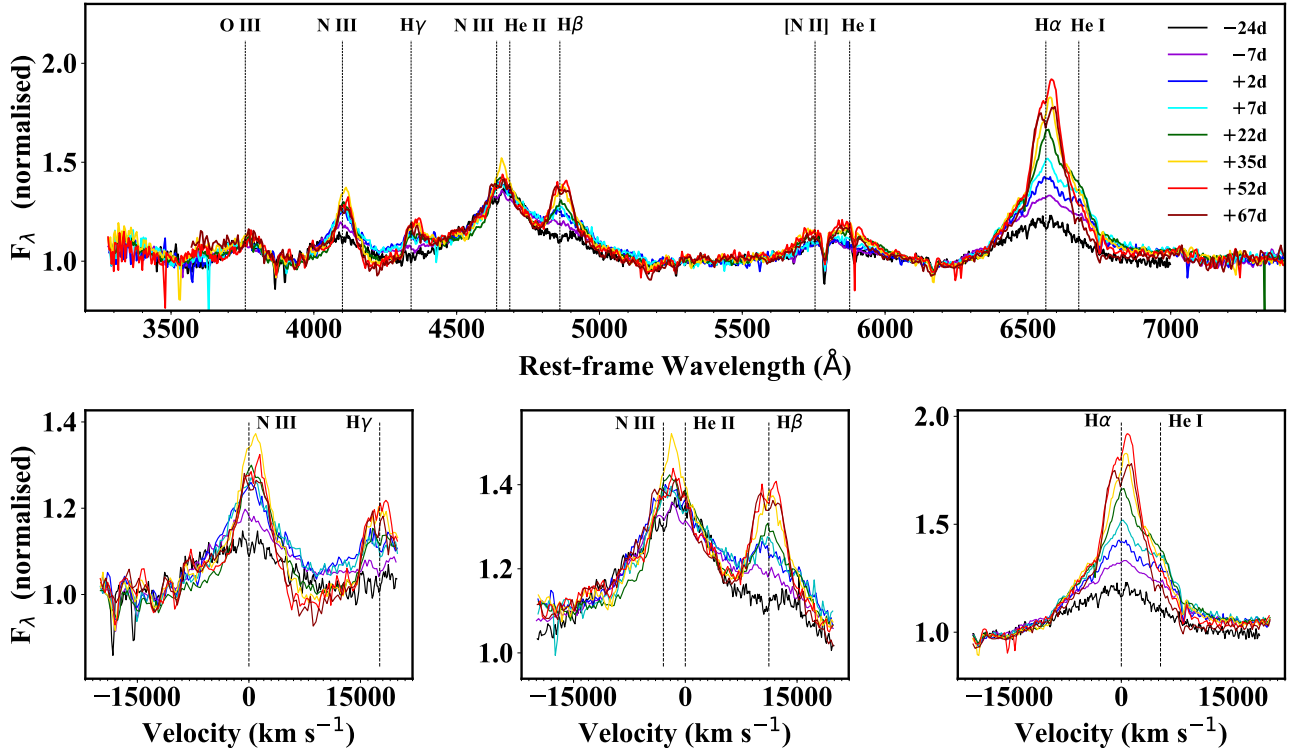 O III N III Hγ N III He II Hβ [N II] He I Hα He I
−24d
−7d
+2d
+7d
+22d
+35d
+52d
+67d
2.0
1.5
1.0
F_λ (normalised)
3500 4000 4500 5000 5500 6000 6500 7000
Rest-frame Wavelength (Å)
N III Hγ
1.4
1.2
1.0
F_λ (normalised)
−15000 0 15000
Velocity (km s⁻¹)
N III He II Hβ
1.4
1.2
1.0
−15000 0 15000
Velocity (km s⁻¹)
Hα He I
2.0
1.5
1.0
−15000 0 15000
Velocity (km s⁻¹)